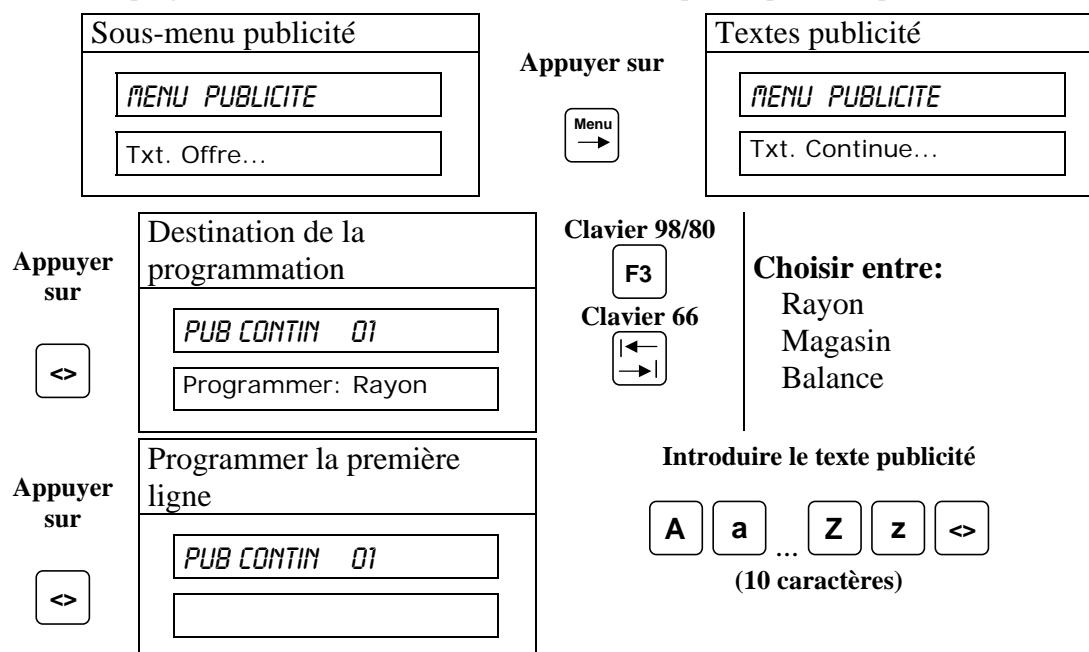 Sous-menu publicité
MENU PUBLICITE
Txt. Offre...
Appuyer sur
Menu
Textes publicité
MENU PUBLICITE
Txt. Continue...
Appuyer
sur
<>
Destination de la
programmation
PUB CONTIN 01
Programmer: Rayon
Clavier 98/80
F3
Clavier 66
Choisir entre:
Rayon
Magasin
Balance
Appuyer
sur
<>
Programmer la première
ligne
PUB CONTIN 01
Introduire le texte publicité
A a ... Z z <>
(10 caractères)